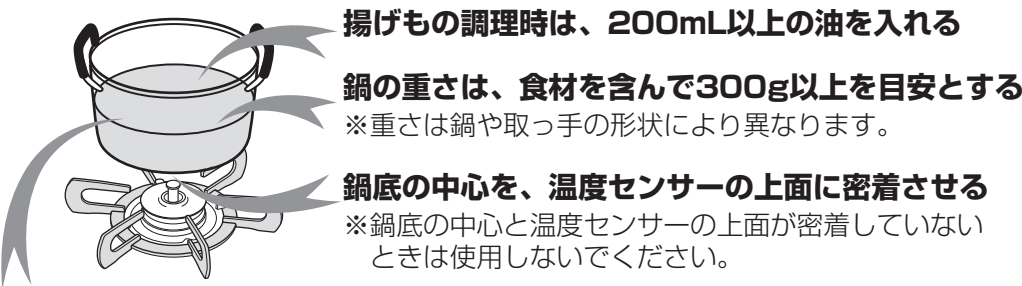 揚げもの調理時は、200mL以上の油を入れる
鍋の重さは、食材を含んで300g以上を目安とする
※重さは鍋や取っ手の形状により異なります。
鍋底の中心を、温度センサーの上面に密着させる
※鍋底の中心と温度センサーの上面が密着していない
ときは使用しないでください。